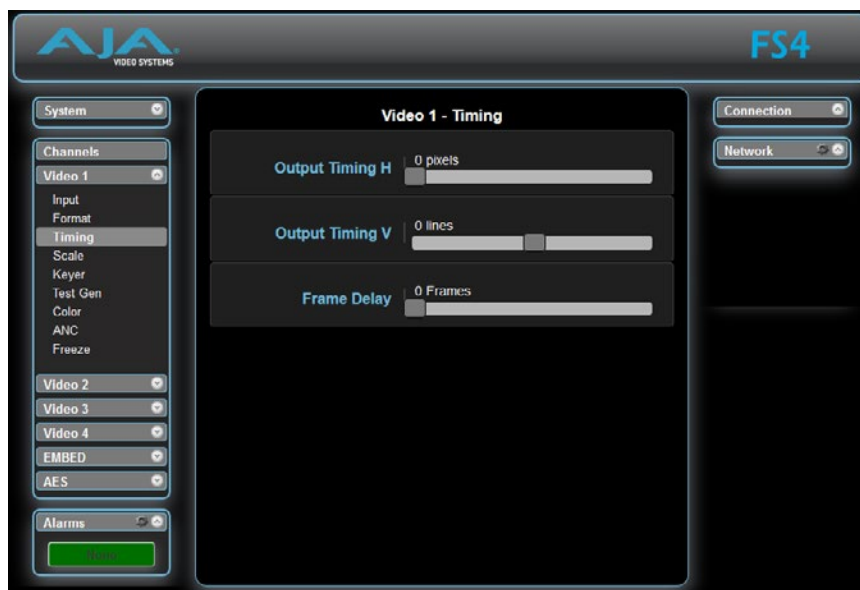 AJA
VIDEO SYSTEMS
FS4
System
Channels
Video 1
Input
Format
Timing
Scale
Keyer
Test Gen
Color
ANC
Freeze
Video 2
Video 3
Video 4
EMBED
AES
Alarms
None
Video 1 - Timing
Output Timing H
0 pixels
Output Timing V
0 lines
Frame Delay
0 Frames
Connection
Network